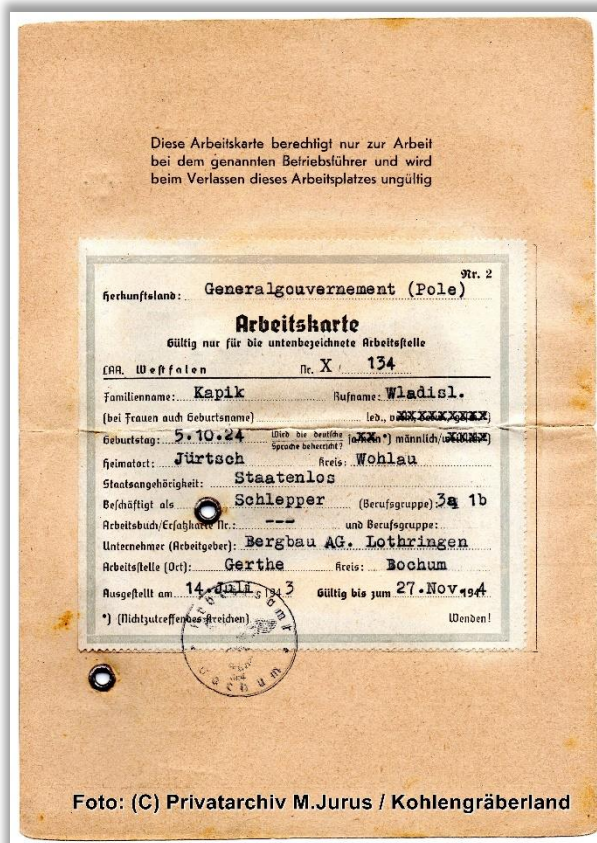 Diese Arbeitskarte berechtigt nur zur Arbeit
bei dem genannten Betriebsführer und wird
beim Verlassen dieses Arbeitsplatzes ungültig
Nr. 2
Herkunftsland: Generalgouvernement (Pole)
Arbeitskarte
Gültig nur für die untenbezeichnete Arbeitsstelle
LAA. Westfalen Nr. X 134
Familienname: Kapik Rufname: Wladisl.
(bei Frauen auch Geburtsname) led.,
Geburtstag: 5.10.24 Wird die deutsche Sprache beherrscht? männlich/
Heimatort: Jürtsch Kreis: Wohlau
Staatsangehörigkeit: Staatenlos
Beschäftigt als Schlepper (Berufsgruppe): 1b
Arbeitsbuch/Ersatzkarte Nr.: --- und Berufsgruppe:
Unternehmer (Arbeitgeber): Bergbau AG. Lothringen
Arbeitsstelle (Ort): Gerthe Kreis: Bochum
Ausgestellt am 14. Juli 1943 Gültig bis zum 27. Nov. 1944
*) (Nichtzutreffendes streichen) Wenden!
Arbeitsamt
Bochum
Foto: (C) Privatarchiv M.Jurus / Kohlengräberland